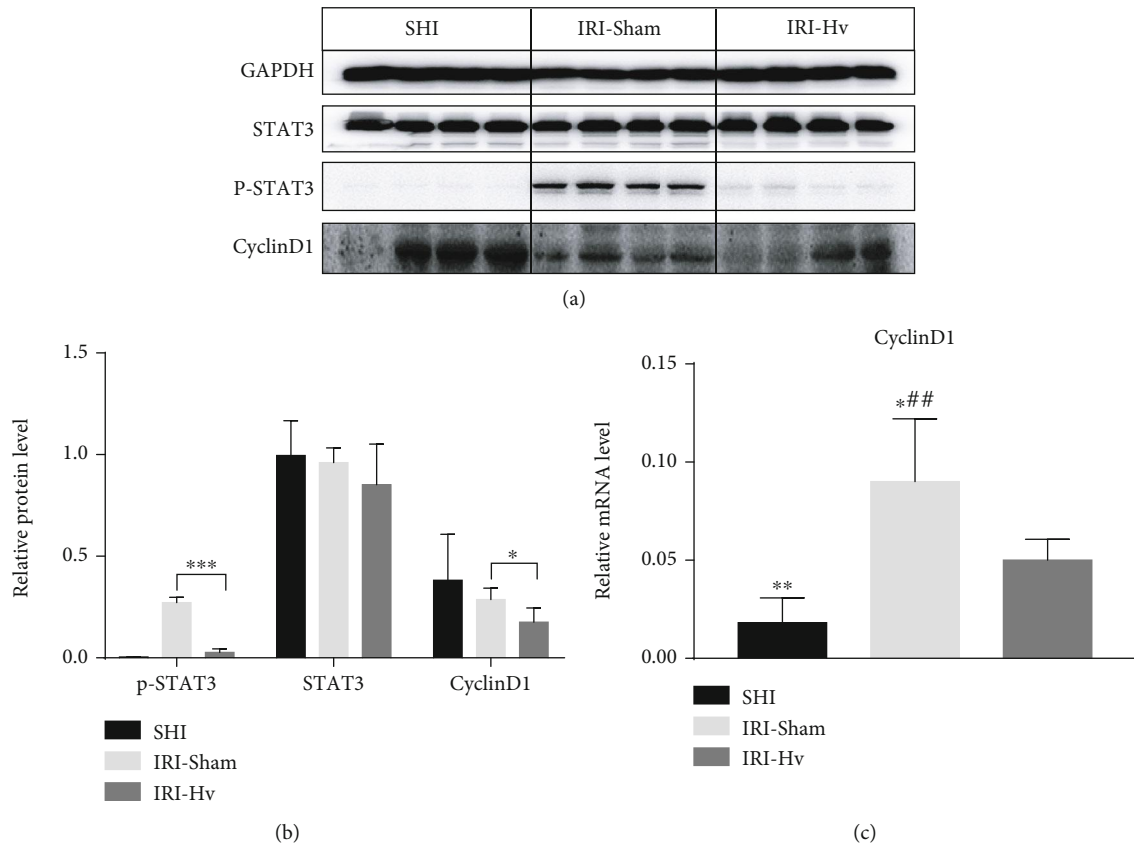 SHI IRI-Sham IRI-Hv
GAPDH
STAT3
P-STAT3
CyclinD1
(a)
1.5
1.0
0.5
0.0
Relative protein level
***
*
p-STAT3 STAT3 CyclinD1
SHI
IRI-Sham
IRI-Hv
(b)
CyclinD1
0.15
0.10
0.05
0.00
Relative mRNA level
**
*##
SHI
IRI-Sham
IRI-Hv
(c)